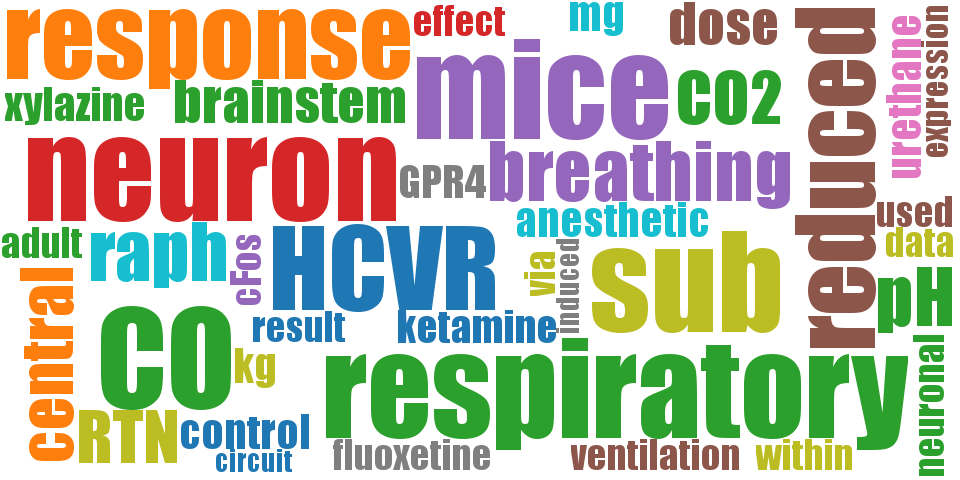 response
effect
mg
dose
reduced
urethane
expression
xylazine
brainstem
mice
CO2
neuron
GPR4
breathing
used
adult
raph
cFos
HCVR
anesthetic
via
induced
sub
data
central
CO
result
ketamine
pH
kg
respiratory
neuronal
RTN
control
circuit
fluoxetine
ventilation
within